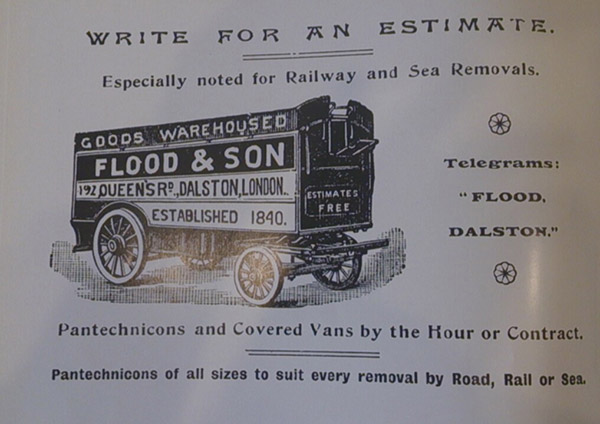 WRITE FOR AN ESTIMATE.
Especially noted for Railway and Sea Removals.
GOODS WAREHOUSED
FLOOD & SON
192 QUEEN'S RD., DALSTON, LONDON.
ESTABLISHED 1840.
ESTIMATES
FREE
Telegrams:
"FLOOD,
DALSTON."
Pantechnicons and Covered Vans by the Hour or Contract.
Pantechnicons of all sizes to suit every removal by Road, Rail or Sea.